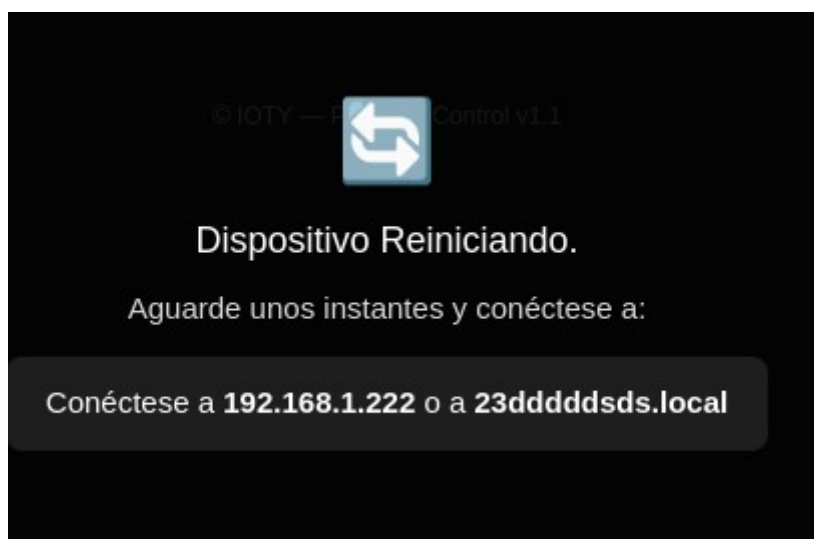 © IOTY — P Control v1.1
Dispositivo Reiniciando.
Aguarde unos instantes y conéctese a:
Conéctese a 192.168.1.222 o a 23dddddsds.local